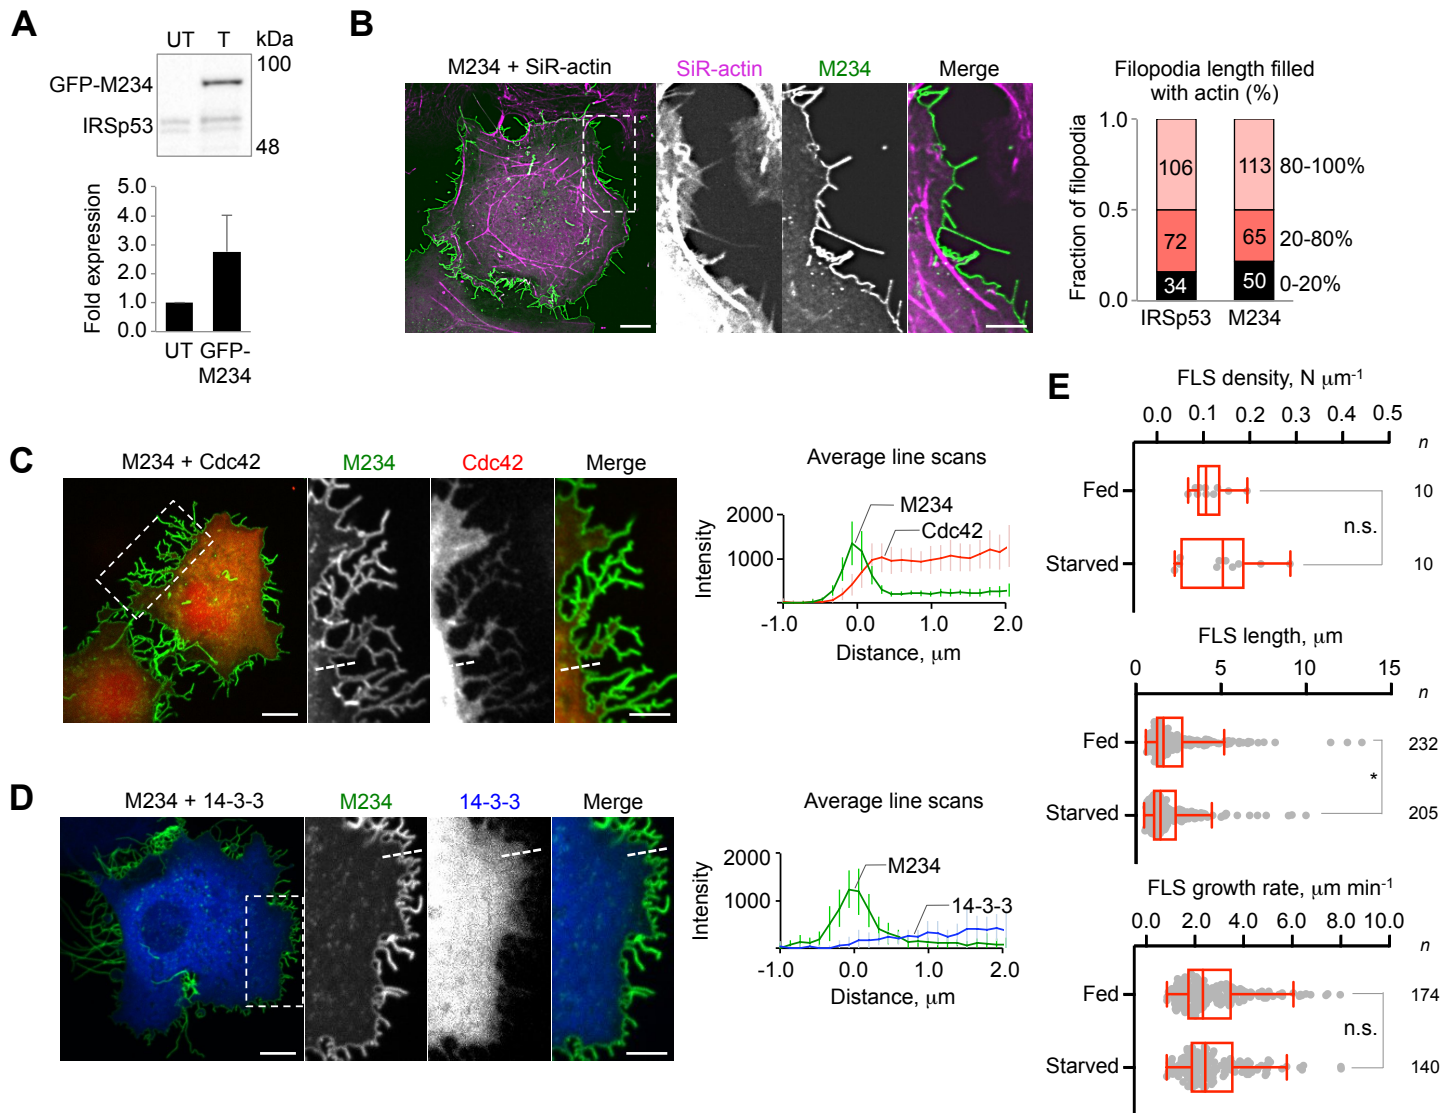 A
UT T kDa
100
GFP-M234
IRSp53
48
Fold expression
5.0
4.0
3.0
2.0
1.0
0.0
UT GFP-
M234
B
M234 + SiR-actin
SiR-actin
M234
Merge
Filopodia length filled
with actin (%)
Fraction of filopodia
1.0
0.5
0.0
106
72
34
113
65
50
80-100%
20-80%
0-20%
IRSp53
M234
C
M234 + Cdc42
M234
Cdc42
Merge
Average line scans
M234
Cdc42
Intensity
2000
1000
-1.0 0.0 1.0 2.0
Distance, μm
D
M234 + 14-3-3
M234
14-3-3
Merge
Average line scans
M234
14-3-3
Intensity
2000
1000
-1.0 0.0 1.0 2.0
Distance, μm
E
FLS density, N μm-1
0.0 0.1 0.2 0.3 0.4 0.5
n
Fed
10
n.s.
Starved
10
FLS length, μm
0 5 10 15
n
Fed
232
*
Starved
205
FLS growth rate, μm min-1
0.0 2.0 4.0 6.0 8.0 10.0
n
Fed
174
n.s.
Starved
140